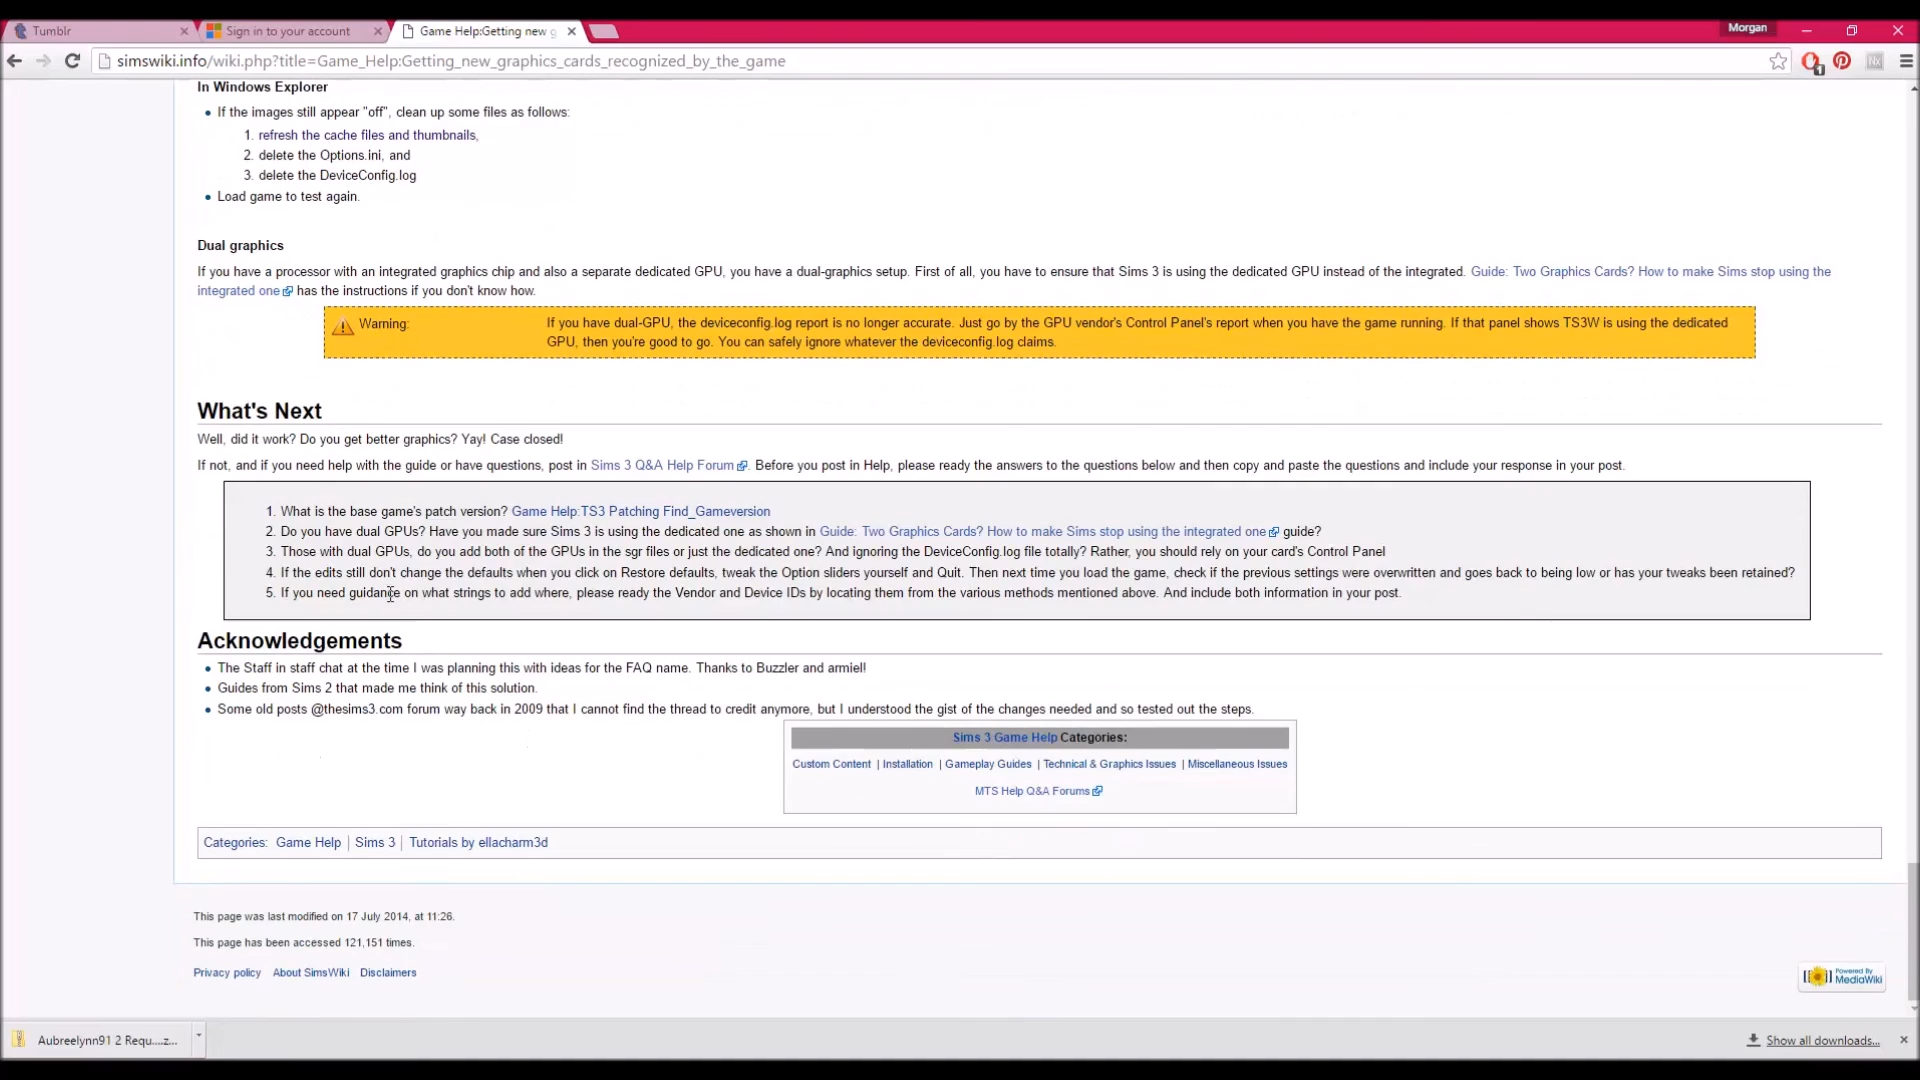 Tumblr
Sign in to your account
Game Help:Getting new g
Morgan
simswiki.info/wiki.php?title=Game_Help:Getting_new_graphics_cards_recognized_by_the_game
In Windows Explorer
If the images still appear "off", clean up some files as follows:
1. refresh the cache files and thumbnails,
2. delete the Options.ini, and
3. delete the DeviceConfig.log
Load game to test again.
Dual graphics
If you have a processor with an integrated graphics chip and also a separate dedicated GPU, you have a dual-graphics setup. First of all, you have to ensure that Sims 3 is using the dedicated GPU instead of the integrated. Guide: Two Graphics Cards? How to make Sims stop using the
integrated one has the instructions if you don't know how.
Warning: If you have dual-GPU, the deviceconfig.log report is no longer accurate. Just go by the GPU vendor's Control Panel's report when you have the game running. If that panel shows TS3W is using the dedicated
GPU, then you're good to go. You can safely ignore whatever the deviceconfig.log claims.
What's Next
Well, did it work? Do you get better graphics? Yay! Case closed!
If not, and if you need help with the guide or have questions, post in Sims 3 Q&A Help Forum. Before you post in Help, please ready the answers to the questions below and then copy and paste the questions and include your response in your post.
1. What is the base game's patch version? Game Help:TS3 Patching Find_Gameversion
2. Do you have dual GPUs? Have you made sure Sims 3 is using the dedicated one as shown in Guide: Two Graphics Cards? How to make Sims stop using the integrated one guide?
3. Those with dual GPUs, do you add both of the GPUs in the sgr files or just the dedicated one? And ignoring the DeviceConfig.log file totally? Rather, you should rely on your card's Control Panel
4. If the edits still don't change the defaults when you click on Restore defaults, tweak the Option sliders yourself and Quit. Then next time you load the game, check if the previous settings were overwritten and goes back to being low or has your tweaks been retained?
5. If you need guidance on what strings to add where, please ready the Vendor and Device IDs by locating them from the various methods mentioned above. And include both information in your post.
Acknowledgements
The Staff in staff chat at the time I was planning this with ideas for the FAQ name. Thanks to Buzzler and armiel!
Guides from Sims 2 that made me think of this solution.
Some old posts @thesims3.com forum way back in 2009 that I cannot find the thread to credit anymore, but I understood the gist of the changes needed and so tested out the steps.
Sims 3 Game Help Categories:
Custom Content | Installation | Gameplay Guides | Technical & Graphics Issues | Miscellaneous Issues
MTS Help Q&A Forums
Categories: Game Help | Sims 3 | Tutorials by ellacharm3d
This page was last modified on 17 July 2014, at 11:26.
This page has been accessed 121,151 times.
Privacy policy About SimsWiki Disclaimers
Powered By
MediaWiki
Aubreelynn91 2 Requ....z...
Show all downloads...